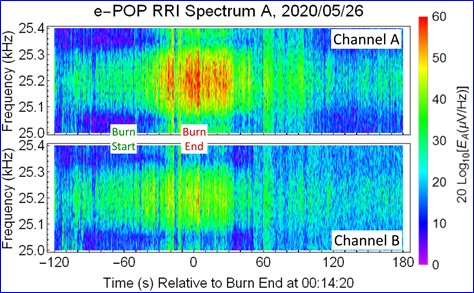 e-POP RRI Spectrum A, 2020/05/26
Channel A
Frequency (kHz)
25.4
25.3
25.2
25.1
25.0
Burn
Start
Burn
End
Channel B
Frequency (kHz)
25.4
25.3
25.2
25.1
25.0
-120 -60 0 60 120 180
Time (s) Relative to Burn End at 00:14:20
60
50
40
30
20
10
0
20 Log10[EA(μV/Hz)]